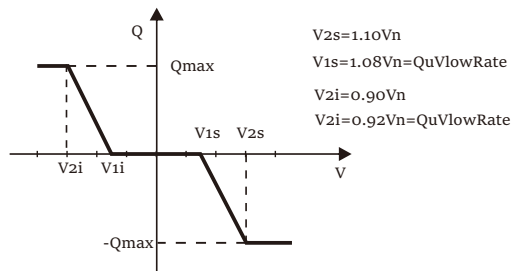 Q
V2s=1.10Vn
V1s=1.08Vn=QuVlowRate
Qmax
V2i=0.90Vn
V2i=0.92Vn=QuVlowRate
V1s V2s
V2i V1i V
-Qmax